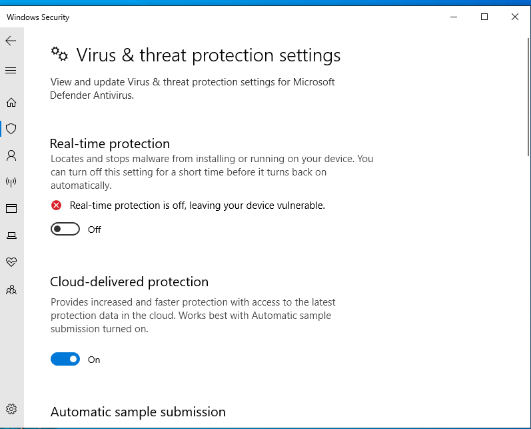 Windows Security
Virus & threat protection settings
View and update Virus & threat protection settings for Microsoft
Defender Antivirus.
Real-time protection
Locates and stops malware from installing or running on your device. You
can turn off this setting for a short time before it turns back on
automatically.
Real-time protection is off, leaving your device vulnerable.
Off
Cloud-delivered protection
Provides increased and faster protection with access to the latest
protection data in the cloud. Works best with Automatic sample
submission turned on.
On
Automatic sample submission